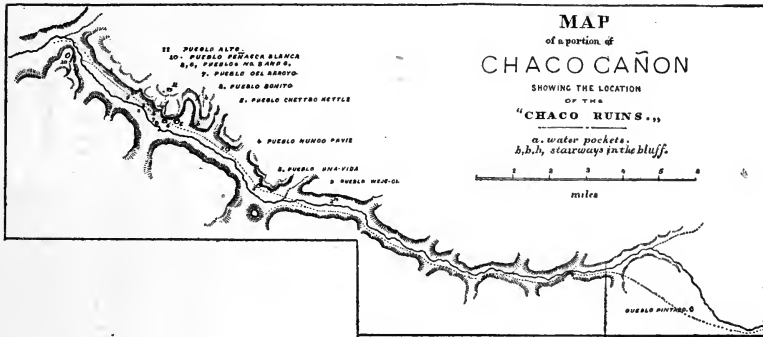 MAP
of a portion of
CHACO CAÑON
SHOWING THE LOCATION
OF THE
"CHACO RUINS.„
a. water pockets.
b,b,b, stairways in the bluff.
1 2 3 4 5 6
miles
11 PUEBLO ALTO.
10. PUEBLO PEÑASCA BLANCA
8,9, PUEBLOS No. 8 AND 9,
7. PUEBLO DEL ARROYO.
6. PUEBLO BONITO
5. PUEBLO CHETTRO KETTLE
4 PUEBLO HUNGO PAVIE
3. PUEBLO UNA-VIDA
2 PUEBLO WEJE-GI.
PUEBLO PINTADO